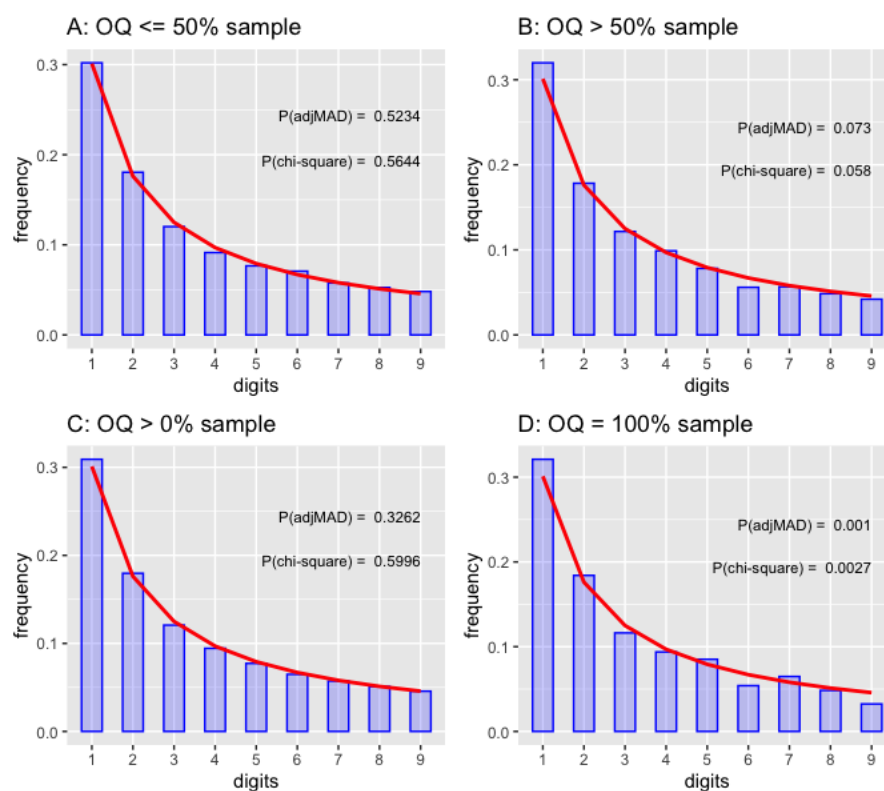 A: OQ <= 50% sample
frequency
0.3
0.2
0.1
0.0
P(adjMAD) = 0.5234
P(chi-square) = 0.5644
1 2 3 4 5 6 7 8 9
digits
B: OQ > 50% sample
frequency
0.3
0.2
0.1
0.0
P(adjMAD) = 0.073
P(chi-square) = 0.058
1 2 3 4 5 6 7 8 9
digits
C: OQ > 0% sample
frequency
0.3
0.2
0.1
0.0
P(adjMAD) = 0.3262
P(chi-square) = 0.5996
1 2 3 4 5 6 7 8 9
digits
D: OQ = 100% sample
frequency
0.3
0.2
0.1
0.0
P(adjMAD) = 0.001
P(chi-square) = 0.0027
1 2 3 4 5 6 7 8 9
digits